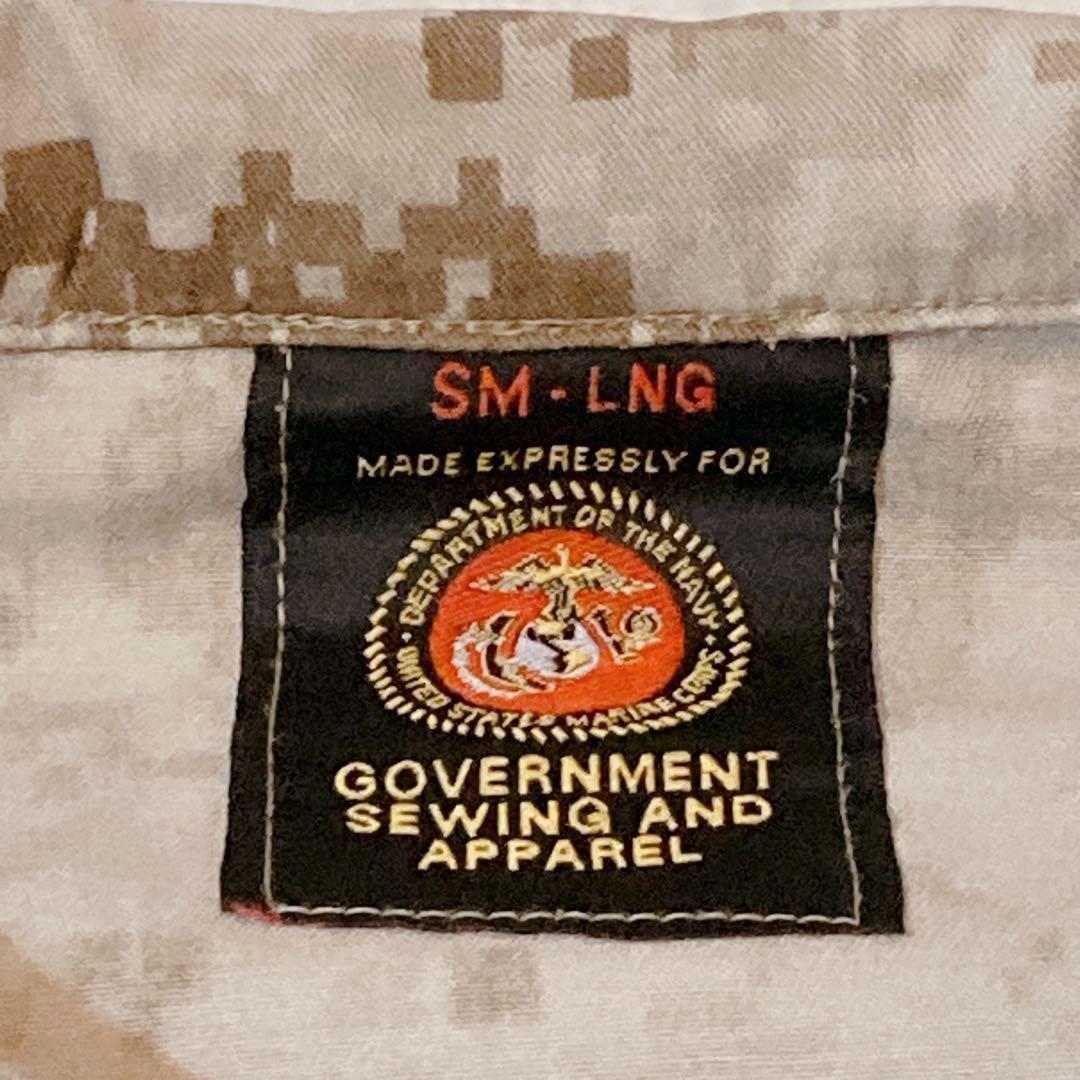 SM - LNG
MADE EXPRESSLY FOR
DEPARTMENT OF THE NAVY
UNITED STATES MARINE CORPS
GOVERNMENT
SEWING AND
APPAREL